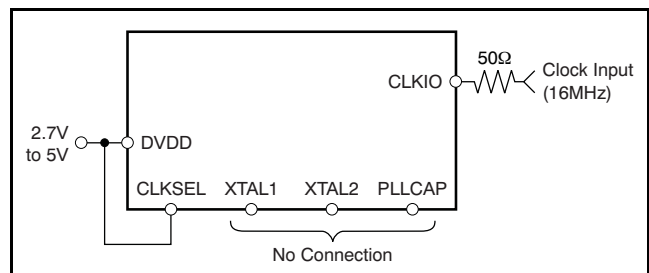 50Ω
CLKIO
Clock Input
(16MHz)
2.7V
to 5V
DVDD
CLKSEL XTAL1 XTAL2 PLLCAP
No Connection